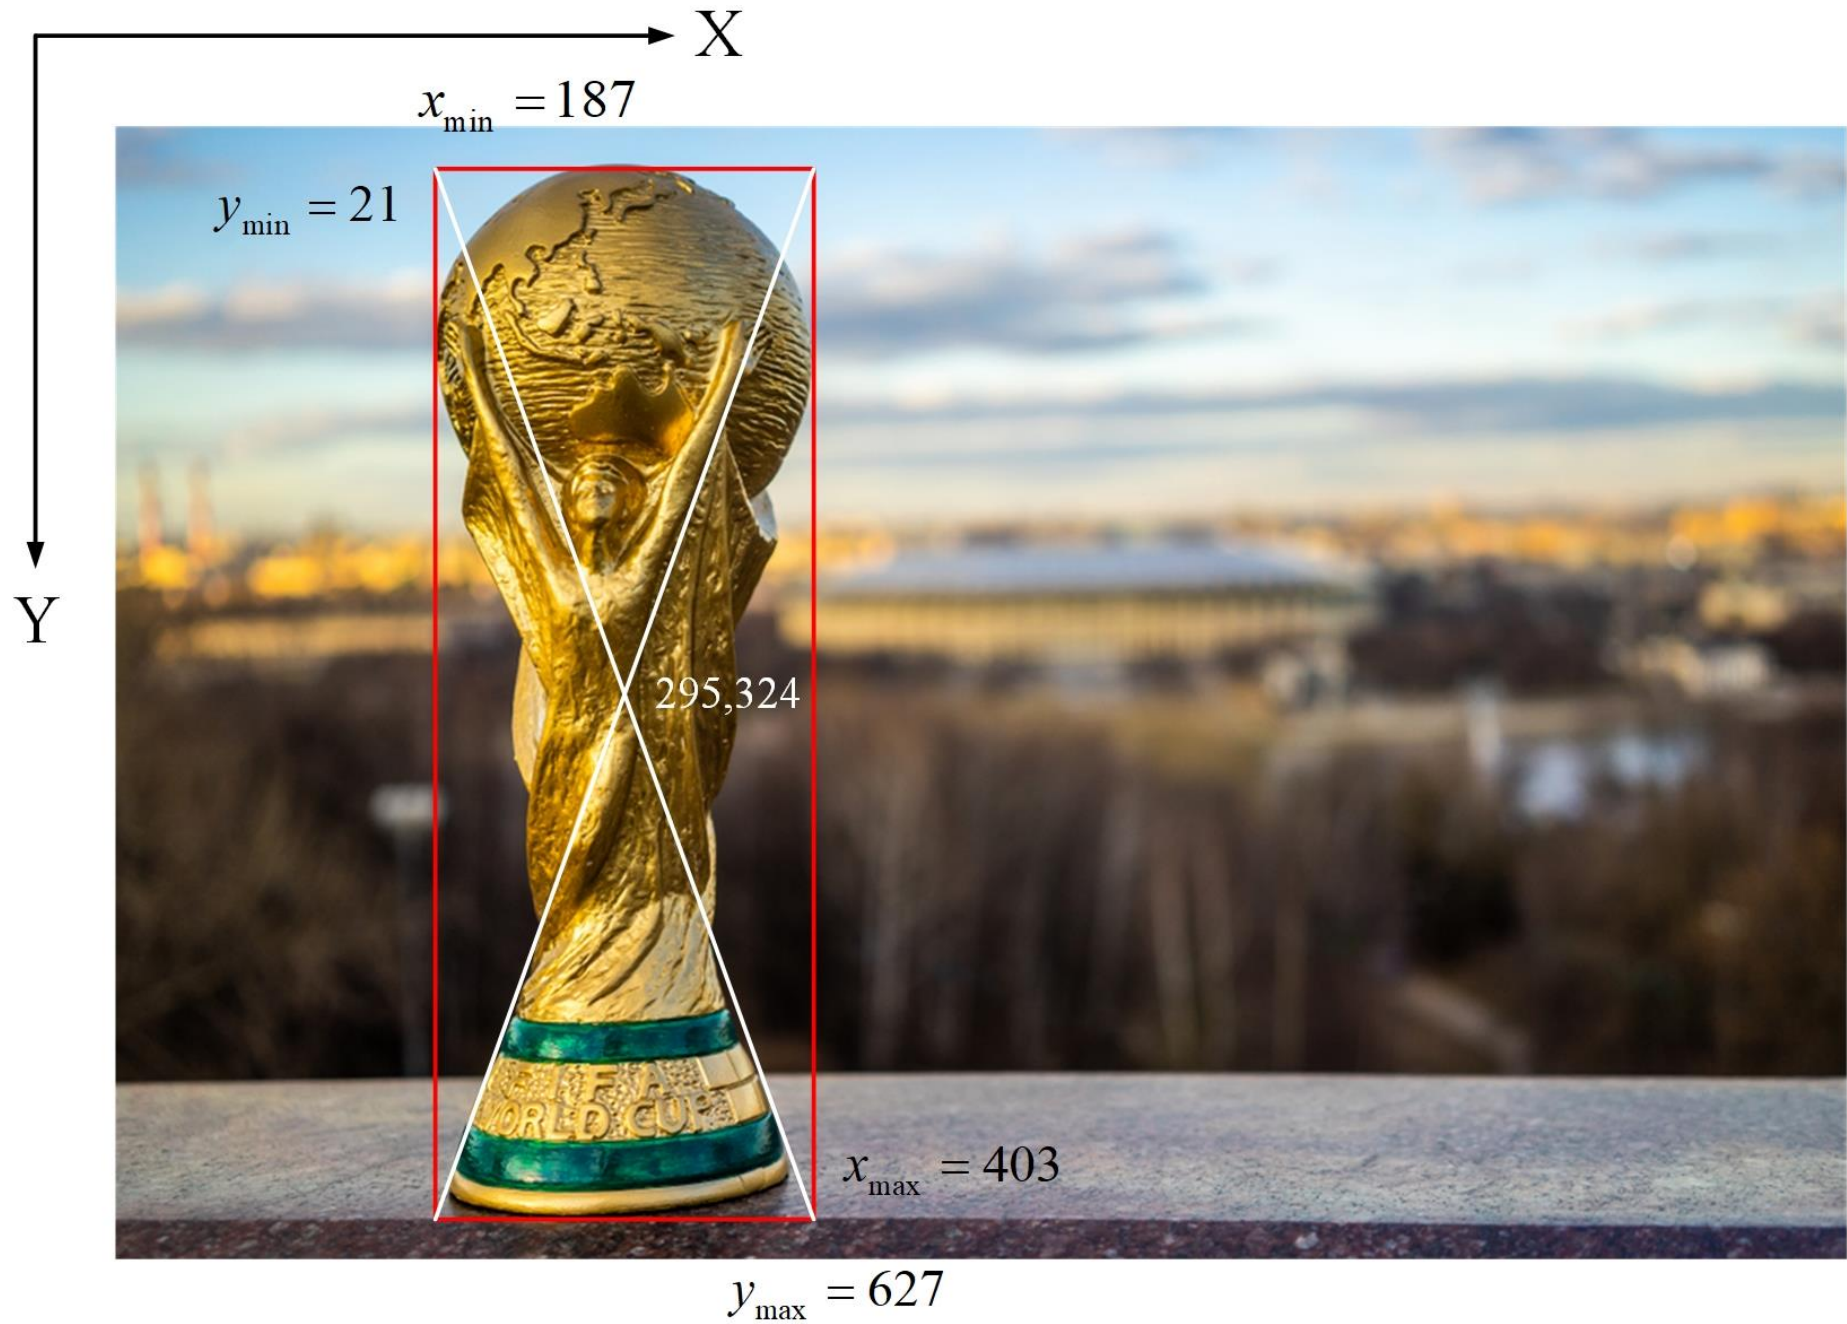 X
x_min = 187
y_min = 21
Y
295,324
FIFA
WORLD CUP
x_max = 403
y_max = 627